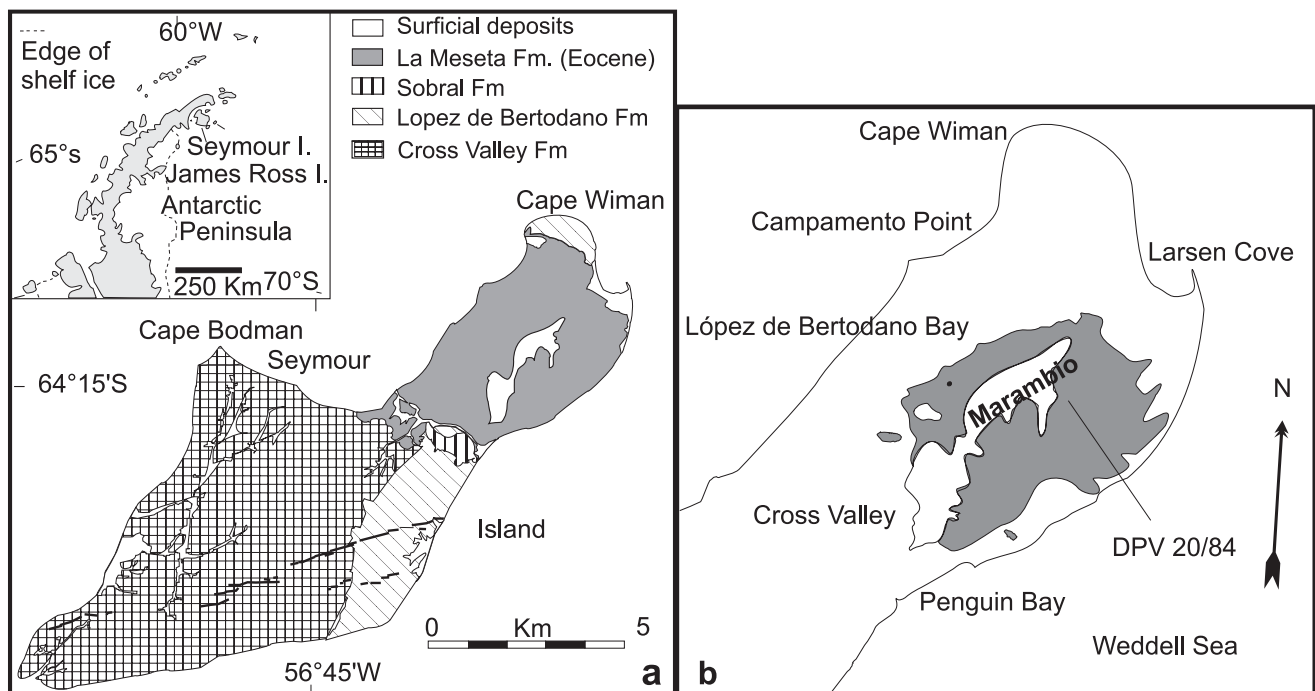 60°W
Edge of
shelf ice
65°s
Seymour I.
James Ross I.
Antarctic
Peninsula
250 Km
70°S
Surficial deposits
La Meseta Fm. (Eocene)
Sobral Fm
Lopez de Bertodano Fm
Cross Valley Fm
Cape Wiman
Cape Bodman
Seymour
64°15'S
Island
0 Km 5
56°45'W
a
Cape Wiman
Campamento Point
Larsen Cove
López de Bertodano Bay
Marambio
N
Cross Valley
DPV 20/84
Penguin Bay
Weddell Sea
b